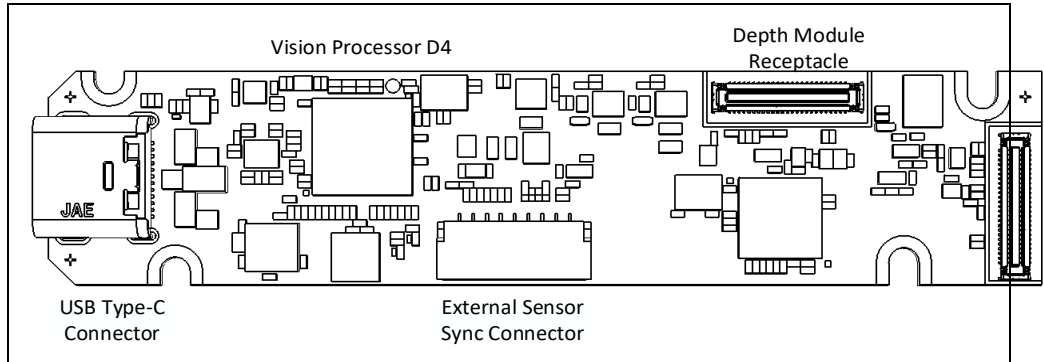 Vision Processor D4
Depth Module
Receptacle
JAE
USB Type-C
Connector
External Sensor
Sync Connector